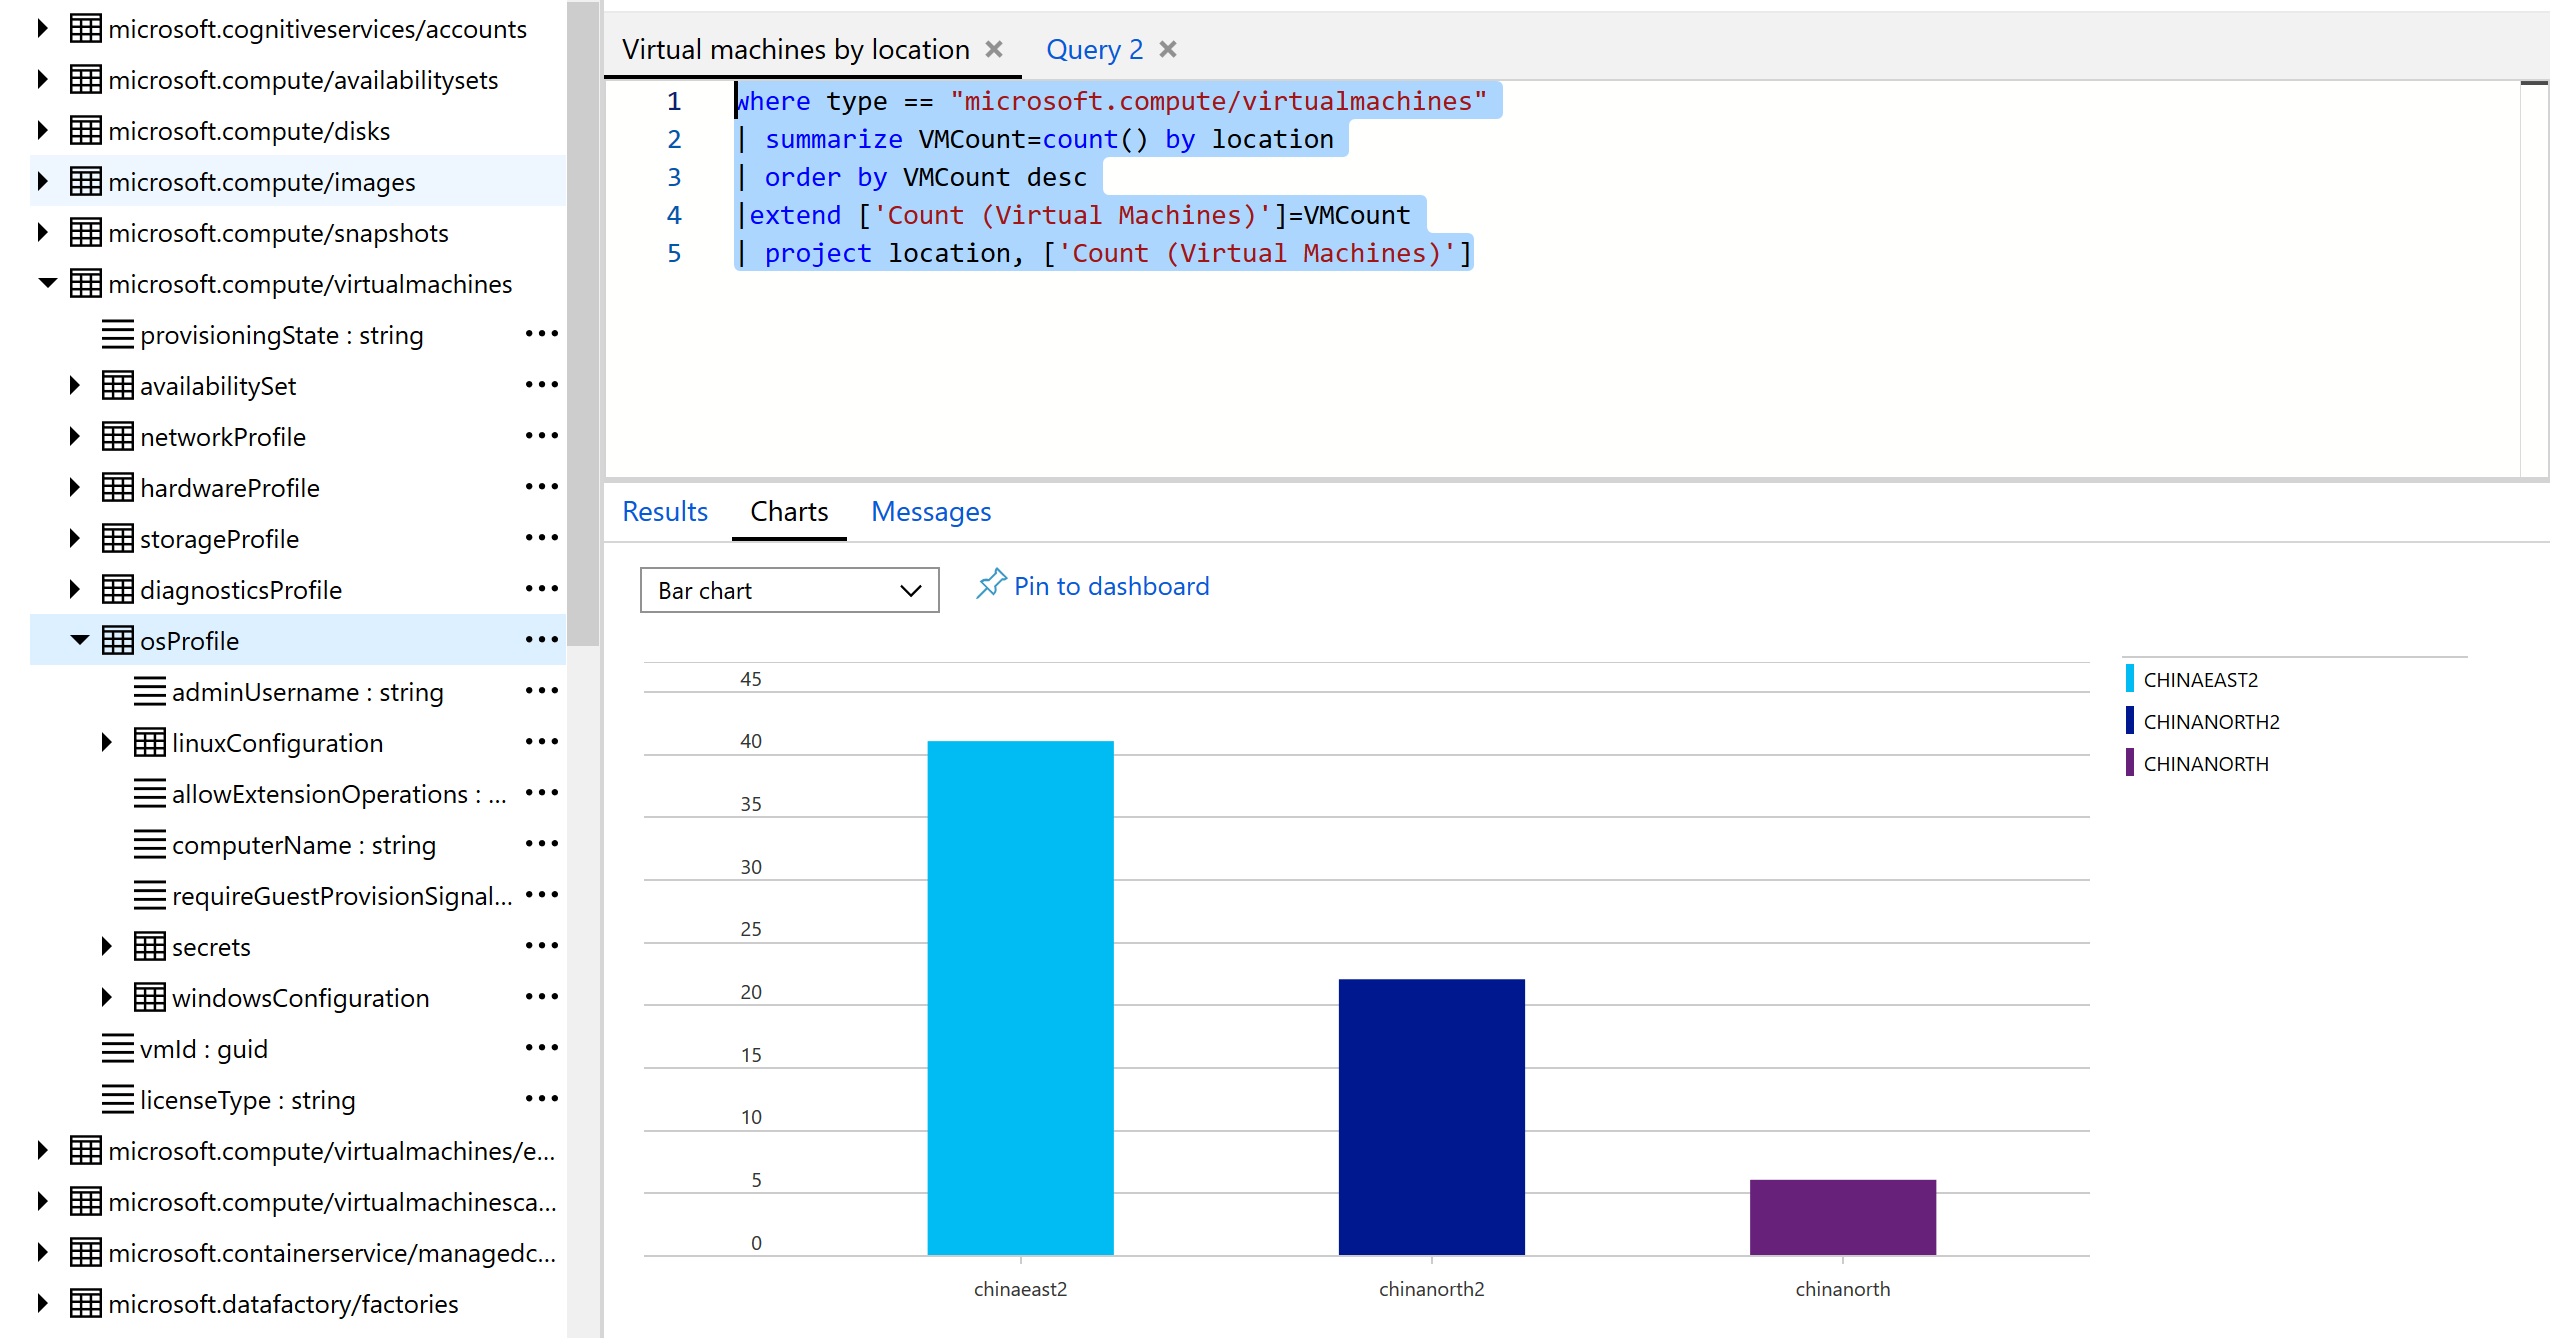 microsoft.cognitiveservices/accounts
microsoft.compute/availabilitysets
microsoft.compute/disks
microsoft.compute/images
microsoft.compute/snapshots
microsoft.compute/virtualmachines
provisioningState : string
availabilitySet
networkProfile
hardwareProfile
storageProfile
diagnosticsProfile
osProfile
adminUsername : string
linuxConfiguration
allowExtensionOperations : ...
computerName : string
requireGuestProvisionSignal...
secrets
windowsConfiguration
vmId : guid
licenseType : string
microsoft.compute/virtualmachines/e...
microsoft.compute/virtualmachinesca...
microsoft.containerservice/managedc...
microsoft.datafactory/factories
Virtual machines by location Query 2
1 where type == "microsoft.compute/virtualmachines"
2 | summarize VMCount=count() by location
3 | order by VMCount desc
4 |extend ['Count (Virtual Machines)']=VMCount
5 | project location, ['Count (Virtual Machines)']
Results Charts Messages
Bar chart Pin to dashboard
45
40
35
30
25
20
15
10
5
0
chinaeast2 chinanorth2 chinanorth
CHINAEAST2
CHINANORTH2
CHINANORTH